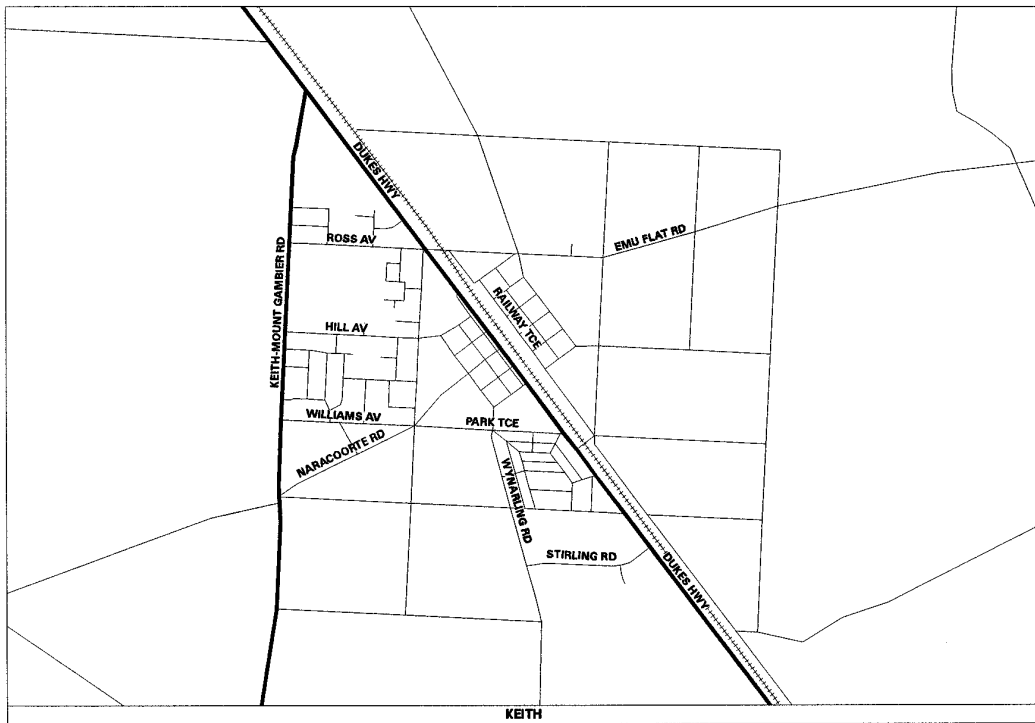 DUKES HWY
ROSS AV
EMU FLAT RD
KEITH-MOUNT GAMBIER RD
RAILWAY TCE
HILL AV
WILLIAMS AV
PARK TCE
NARACOORTE RD
WYNARLING RD
STIRLING RD
DUKES HWY
KEITH